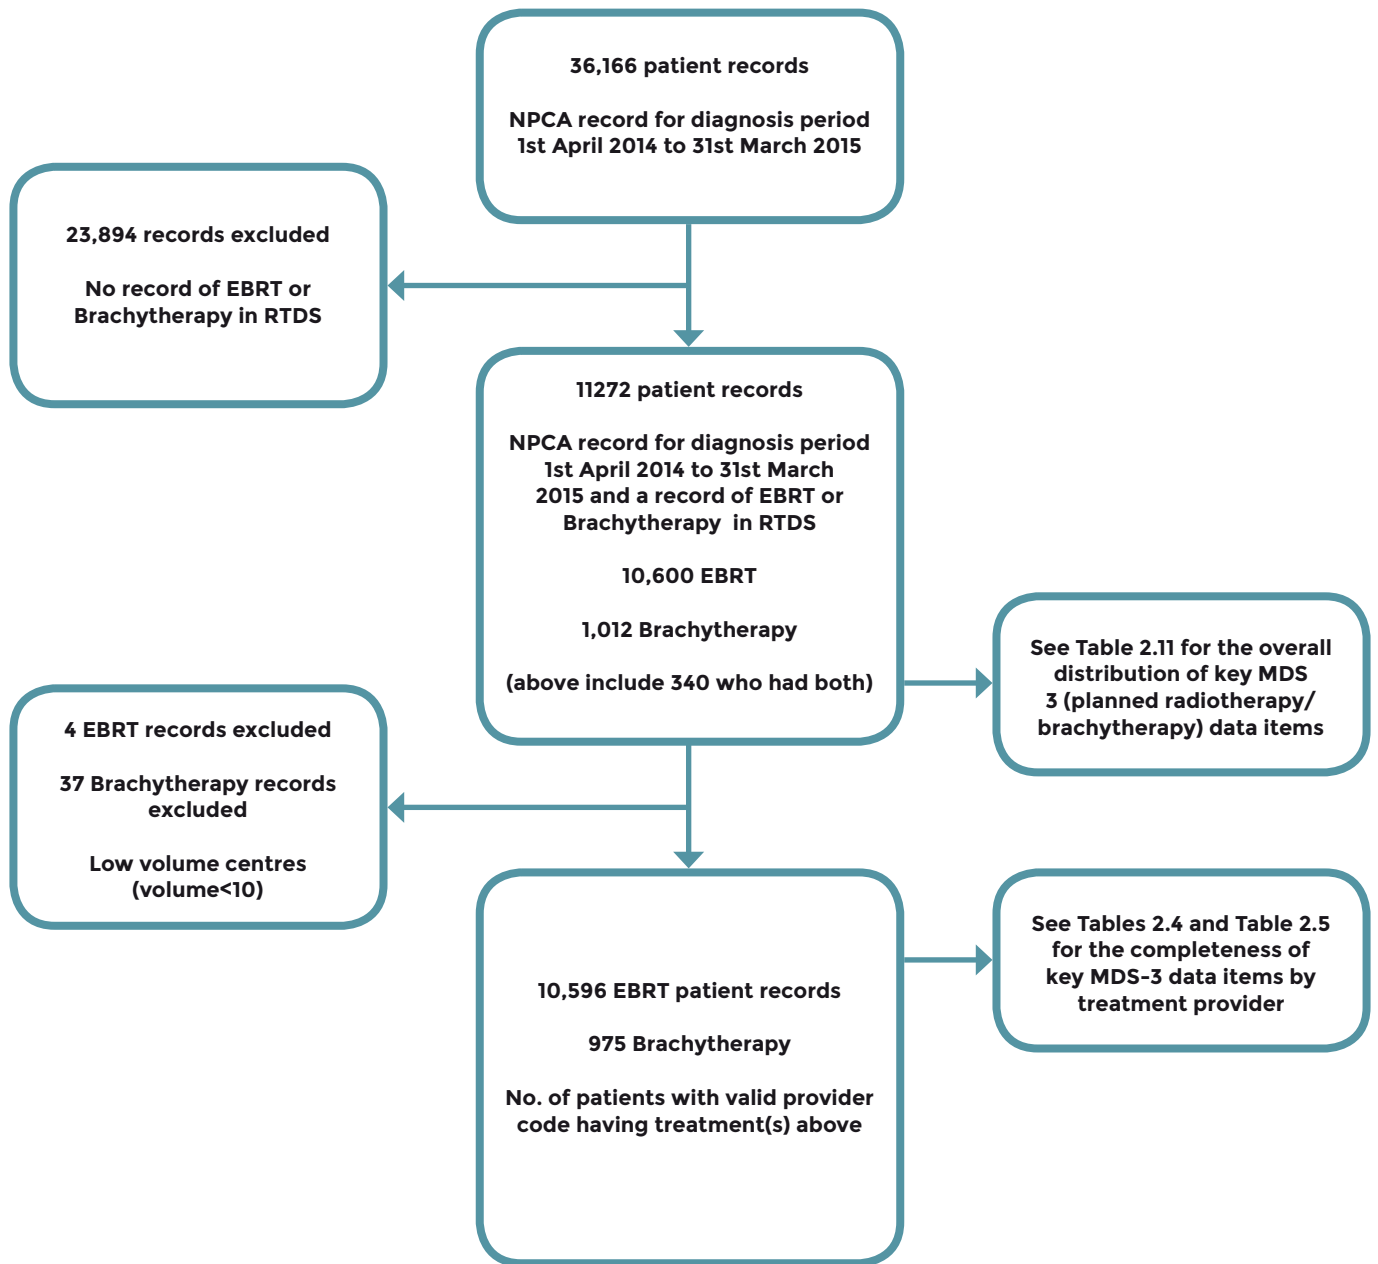 36,166 patient records
NPCA record for diagnosis period
1st April 2014 to 31st March 2015
23,894 records excluded
No record of EBRT or
Brachytherapy in RTDS
11272 patient records
NPCA record for diagnosis period
1st April 2014 to 31st March
2015 and a record of EBRT or
Brachytherapy in RTDS
10,600 EBRT
1,012 Brachytherapy
(above include 340 who had both)
See Table 2.11 for the overall
distribution of key MDS
3 (planned radiotherapy/
brachytherapy) data items
4 EBRT records excluded
37 Brachytherapy records
excluded
Low volume centres
(volume<10)
10,596 EBRT patient records
975 Brachytherapy
No. of patients with valid provider
code having treatment(s) above
See Tables 2.4 and Table 2.5
for the completeness of
key MDS-3 data items by
treatment provider